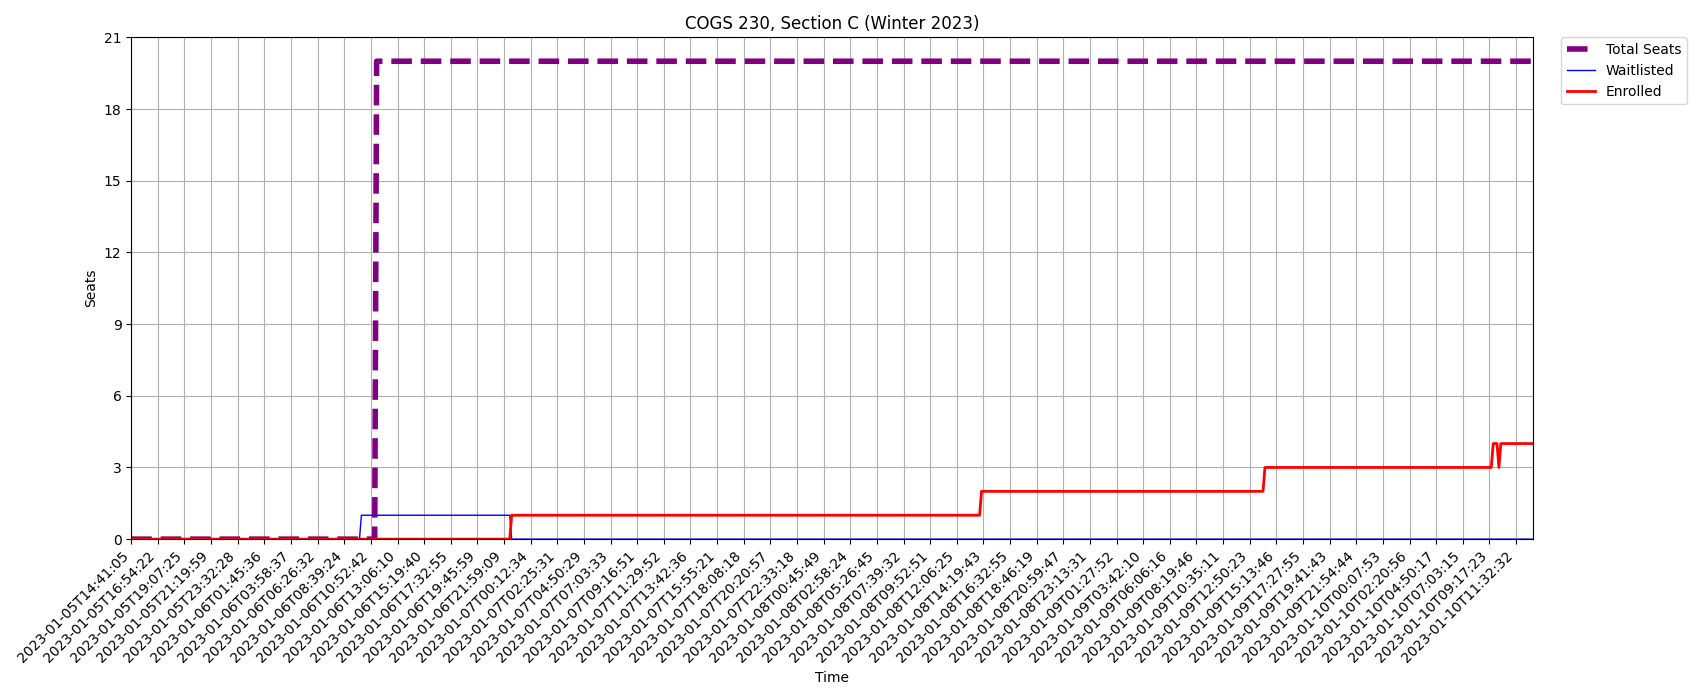 COGS 230, Section C (Winter 2023)
Total Seats
Waitlisted
Enrolled
Seats
21
18
15
12
9
6
3
0
2023-01-05T14:41:05
2023-01-05T16:54:22
2023-01-05T19:07:25
2023-01-05T21:19:59
2023-01-05T23:32:28
2023-01-06T01:45:36
2023-01-06T03:58:37
2023-01-06T06:26:32
2023-01-06T08:39:24
2023-01-06T10:52:42
2023-01-06T13:06:10
2023-01-06T15:19:40
2023-01-06T17:32:55
2023-01-06T19:45:59
2023-01-06T21:59:09
2023-01-07T00:12:34
2023-01-07T02:25:31
2023-01-07T04:50:29
2023-01-07T07:03:33
2023-01-07T09:16:51
2023-01-07T11:29:52
2023-01-07T13:42:36
2023-01-07T15:55:21
2023-01-07T18:08:18
2023-01-07T20:20:57
2023-01-07T22:33:18
2023-01-08T00:45:49
2023-01-08T02:58:24
2023-01-08T05:26:45
2023-01-08T07:39:32
2023-01-08T09:52:51
2023-01-08T12:06:25
2023-01-08T14:19:43
2023-01-08T16:32:55
2023-01-08T18:46:19
2023-01-08T20:59:47
2023-01-08T23:13:31
2023-01-09T01:27:52
2023-01-09T03:42:10
2023-01-09T06:06:16
2023-01-09T08:19:46
2023-01-09T10:35:11
2023-01-09T12:50:23
2023-01-09T15:13:46
2023-01-09T17:27:55
2023-01-09T19:41:43
2023-01-09T21:54:44
2023-01-10T00:07:53
2023-01-10T02:20:56
2023-01-10T04:50:17
2023-01-10T07:03:15
2023-01-10T09:17:23
2023-01-10T11:32:32
Time